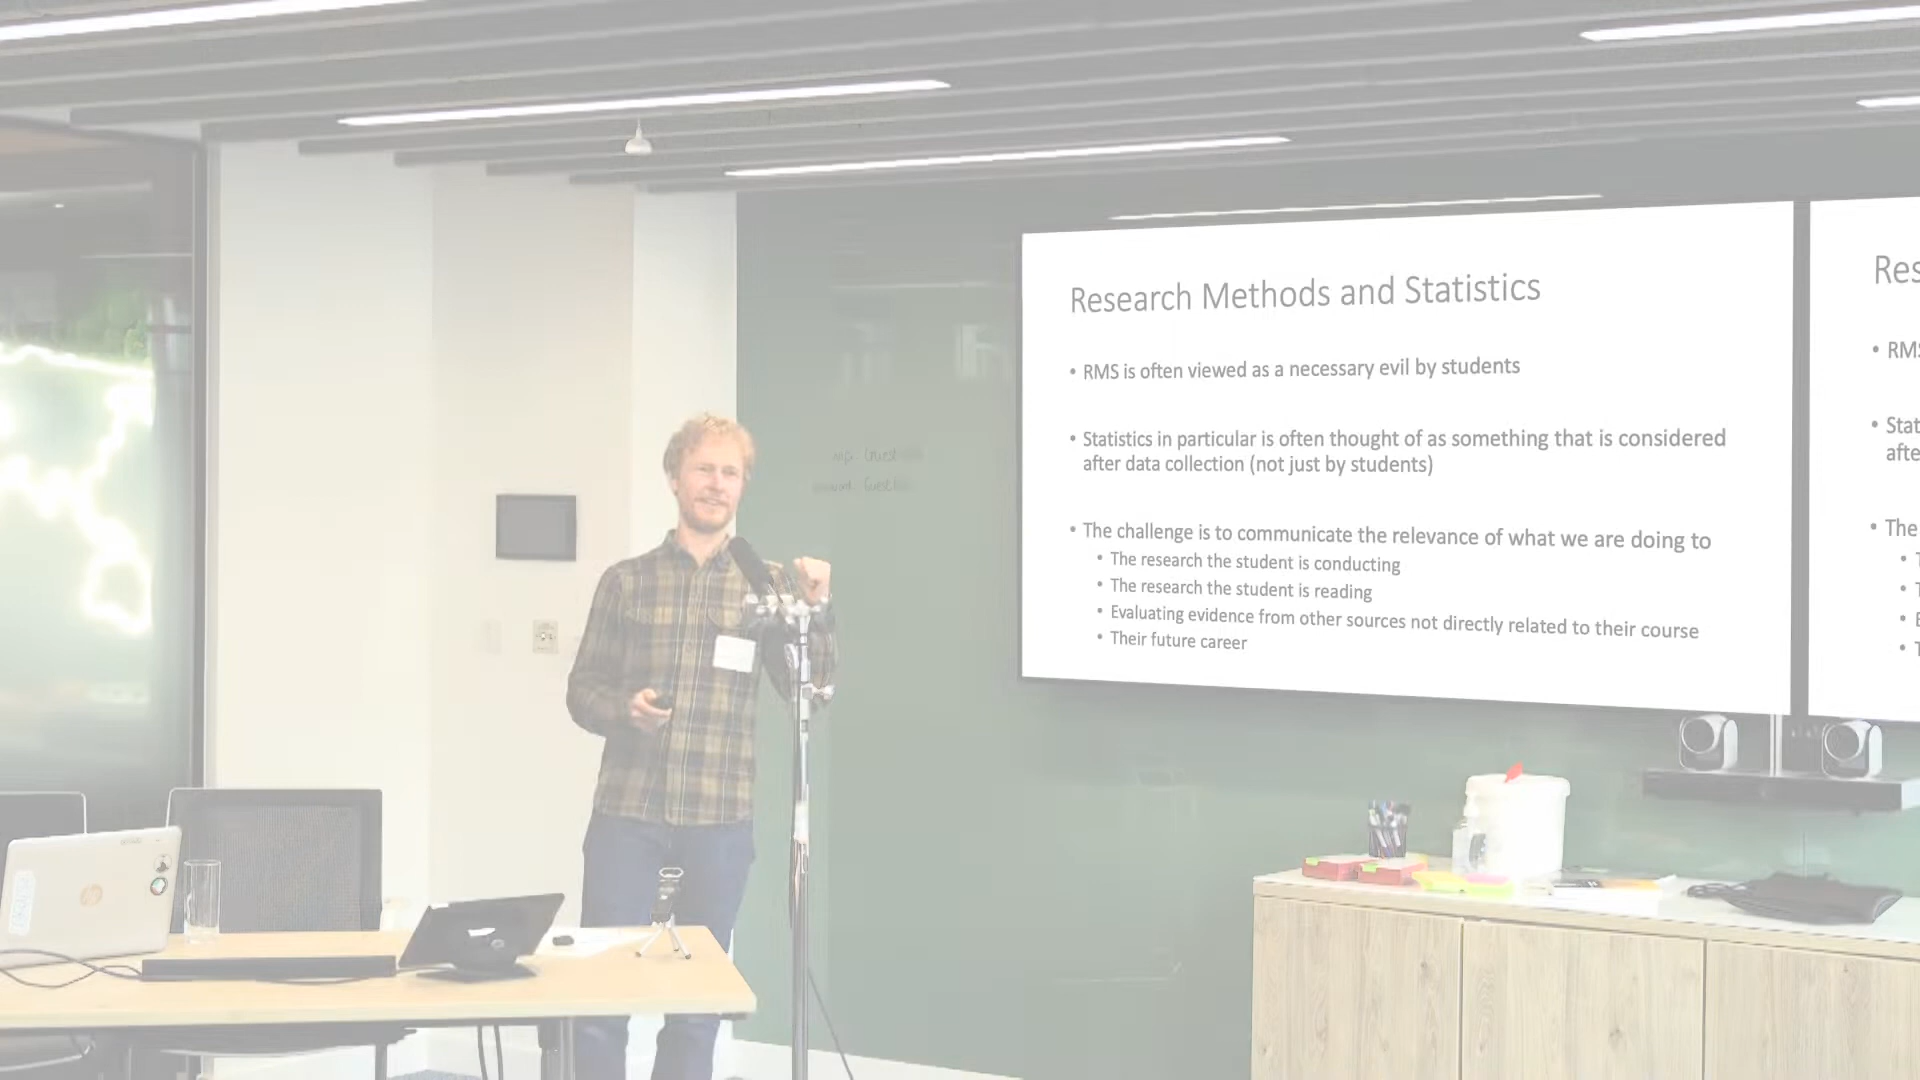 Research Methods and Statistics
• RMS is often viewed as a necessary evil by students
• Statistics in particular is often thought of as something that is considered
after data collection (not just by students)
• The challenge is to communicate the relevance of what we are doing to
• The research the student is conducting
• The research the student is reading
• Evaluating evidence from other sources not directly related to their course
• Their future career
Res
• RMS
• Stat
afte
• The
hp